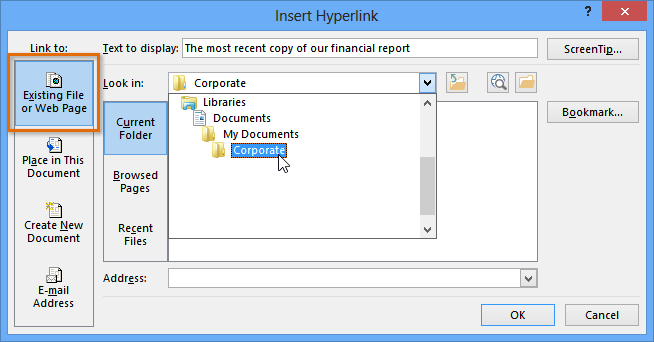 Insert Hyperlink
?
Link to:
Text to display: The most recent copy of our financial report
ScreenTip...
Existing File
or Web Page
Look in: Corporate
Libraries
Documents
My Documents
Corporate
Current
Folder
Bookmark...
Place in This
Document
Browsed
Pages
Create New
Document
Recent
Files
E-mail
Address
Address:
OK
Cancel